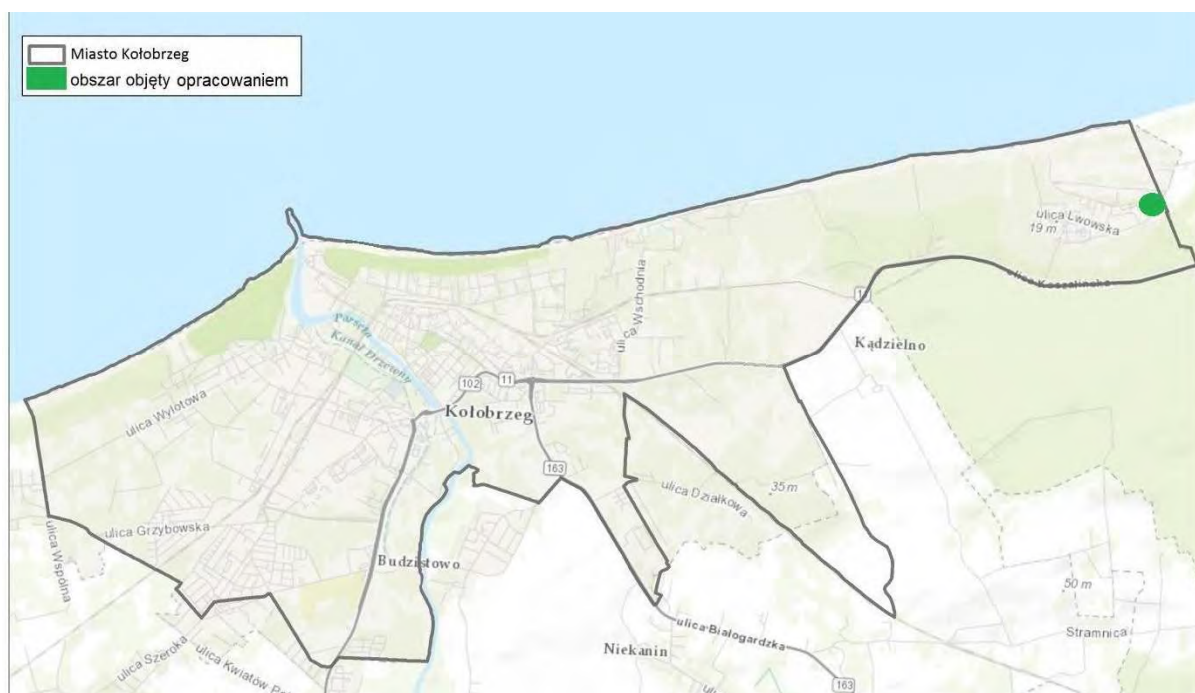 Miasto Kołobrzeg
obszar objęty opracowaniem
ulica Lwowska
19 m
ulica Koszalińska
11
ulica Wschodnia
Kądzielno
Parsęta
Kanał Drzewny
102
11
Kołobrzeg
ulica Wylotowa
163
35 m
ulica Działkowa
ulica Grzybowska
ulica Wspólna
Budzistowo
50 m
Stramnica
ulica Białogardzka
Niekanin
ulica Szeroka
ulica Kwiatów
163